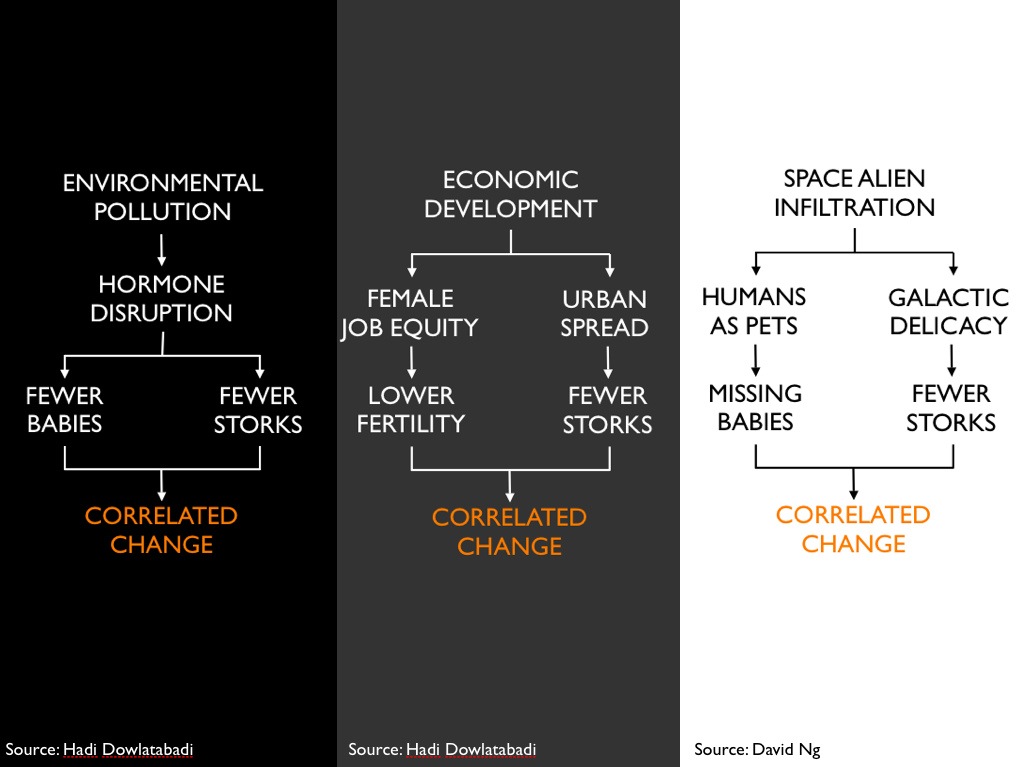 ENVIRONMENTAL
POLLUTION
HORMONE
DISRUPTION
FEWER
BABIES
FEWER
STORKS
CORRELATED
CHANGE
Source: Hadi Dowlatabadi
ECONOMIC
DEVELOPMENT
FEMALE
JOB EQUITY
URBAN
SPREAD
LOWER
FERTILITY
FEWER
STORKS
CORRELATED
CHANGE
Source: Hadi Dowlatabadi
SPACE ALIEN
INFILTRATION
HUMANS
AS PETS
GALACTIC
DELICACY
MISSING
BABIES
FEWER
STORKS
CORRELATED
CHANGE
Source: David Ng